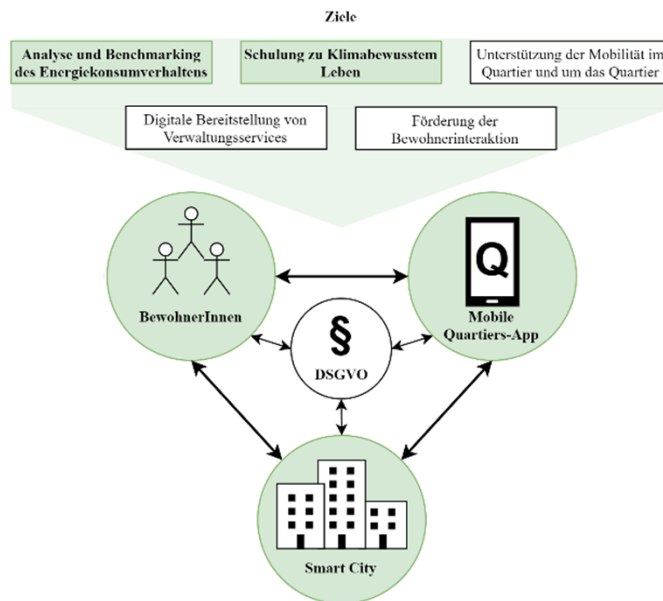 Ziele
Analyse und Benchmarking
des Energiekonsumverhaltens
Schulung zu Klimabewusstem
Leben
Unterstützung der Mobilität im
Quartier und um das Quartier
Digitale Bereitstellung von
Verwaltungsservices
Förderung der
Bewohnerinteraktion
BewohnerInnen
Q
Mobile
Quartiers-App
§
DSGVO
Smart City